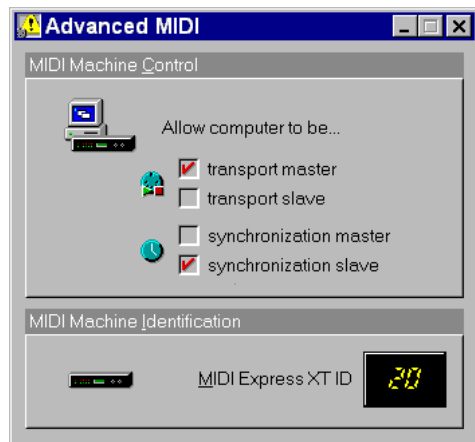 Advanced MIDI
MIDI Machine Control
Allow computer to be...
transport master
transport slave
synchronization master
synchronization slave
MIDI Machine Identification
MIDI Express XT ID
20